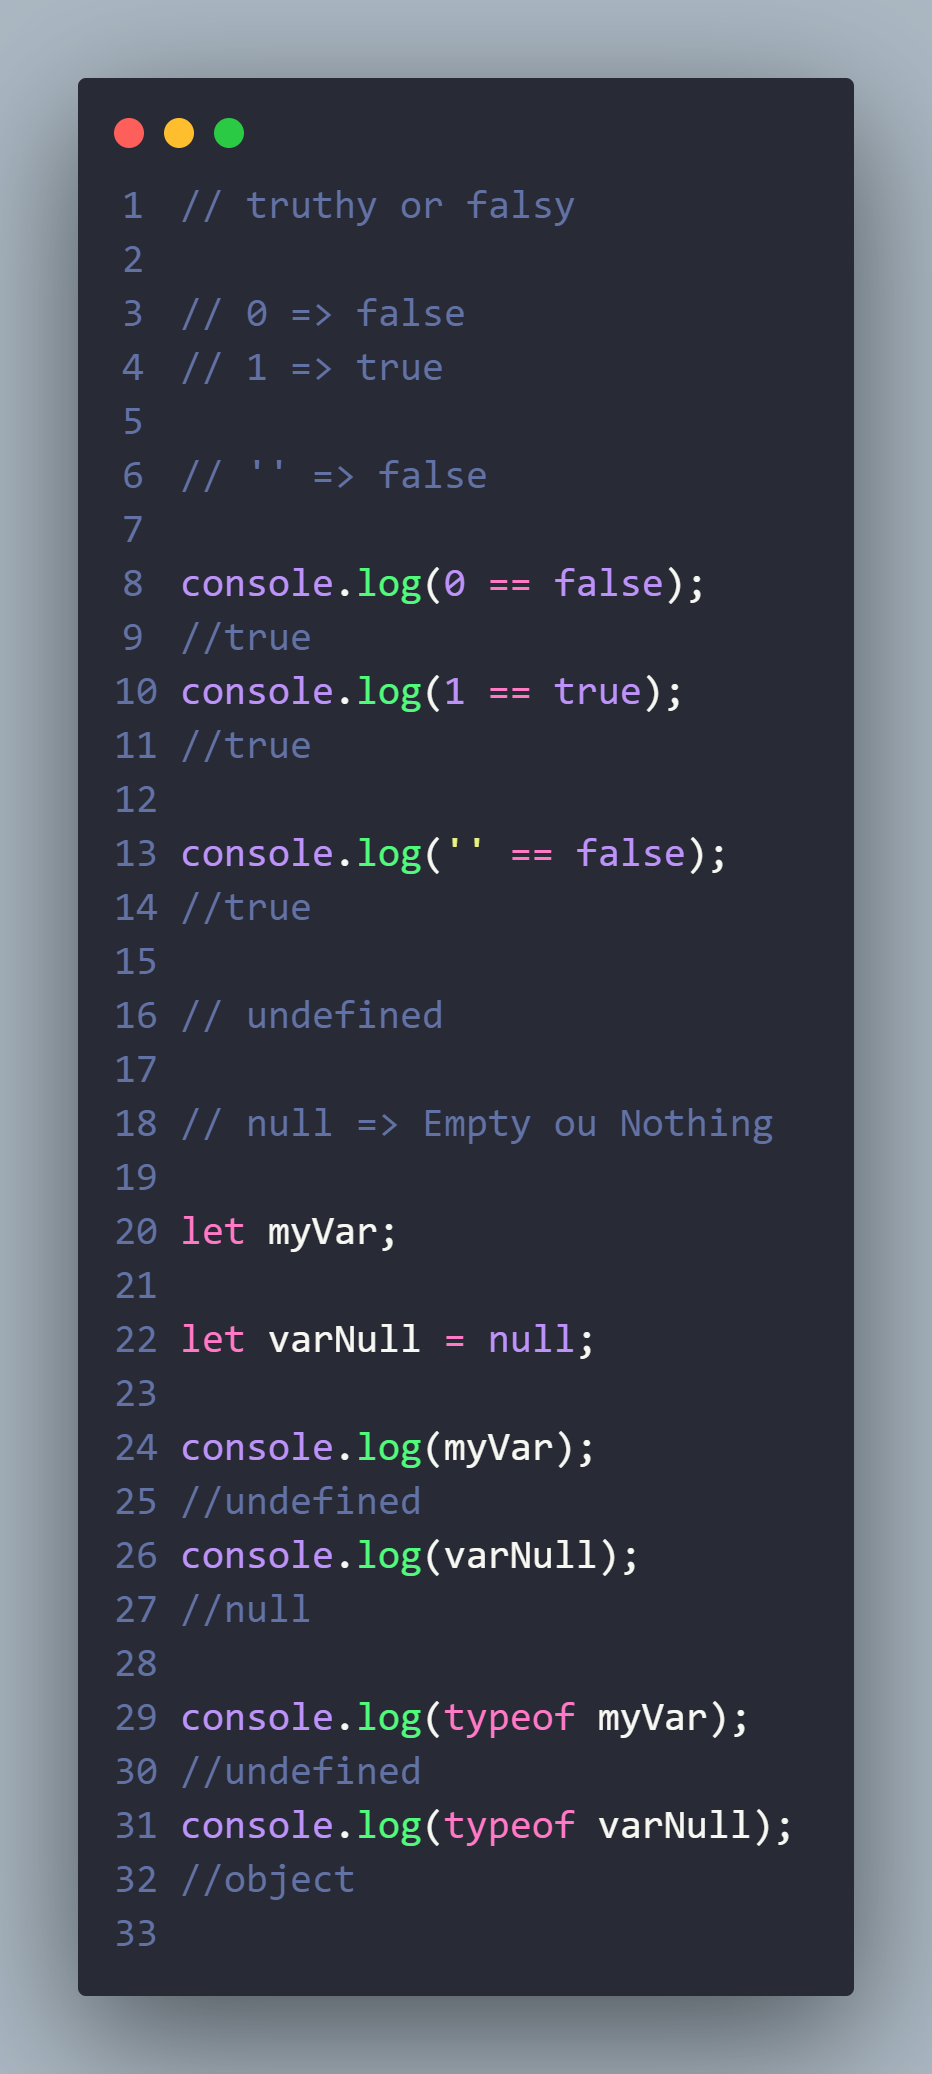 1 // truthy or falsy
2
3 // 0 => false
4 // 1 => true
5
6 // '' => false
7
8 console.log(0 == false);
9 //true
10 console.log(1 == true);
11 //true
12
13 console.log('' == false);
14 //true
15
16 // undefined
17
18 // null => Empty ou Nothing
19
20 let myVar;
21
22 let varNull = null;
23
24 console.log(myVar);
25 //undefined
26 console.log(varNull);
27 //null
28
29 console.log(typeof myVar);
30 //undefined
31 console.log(typeof varNull);
32 //object
33